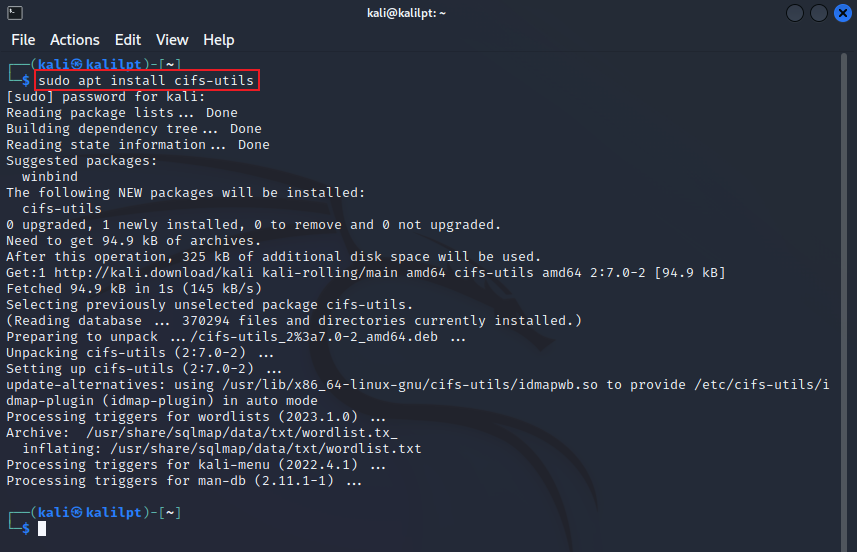 kali@kalilpt: ~
File Actions Edit View Help
┌──(kali㉿kalilpt)-[~]
└─$ sudo apt install cifs-utils
[sudo] password for kali:
Reading package lists... Done
Building dependency tree... Done
Reading state information... Done
Suggested packages:
  winbind
The following NEW packages will be installed:
  cifs-utils
0 upgraded, 1 newly installed, 0 to remove and 0 not upgraded.
Need to get 94.9 kB of archives.
After this operation, 325 kB of additional disk space will be used.
Get:1 http://kali.download/kali kali-rolling/main amd64 cifs-utils amd64 2:7.0-2 [94.9 kB]
Fetched 94.9 kB in 1s (145 kB/s)
Selecting previously unselected package cifs-utils.
(Reading database ... 370294 files and directories currently installed.)
Preparing to unpack .../cifs-utils_2%3a7.0-2_amd64.deb ...
Unpacking cifs-utils (2:7.0-2) ...
Setting up cifs-utils (2:7.0-2) ...
update-alternatives: using /usr/lib/x86_64-linux-gnu/cifs-utils/idmapwb.so to provide /etc/cifs-utils/i
dmap-plugin (idmap-plugin) in auto mode
Processing triggers for wordlists (2023.1.0) ...
Archive:  /usr/share/sqlmap/data/txt/wordlist.tx_
  inflating: /usr/share/sqlmap/data/txt/wordlist.txt
Processing triggers for kali-menu (2022.4.1) ...
Processing triggers for man-db (2.11.1-1) ...
┌──(kali㉿kalilpt)-[~]
└─$